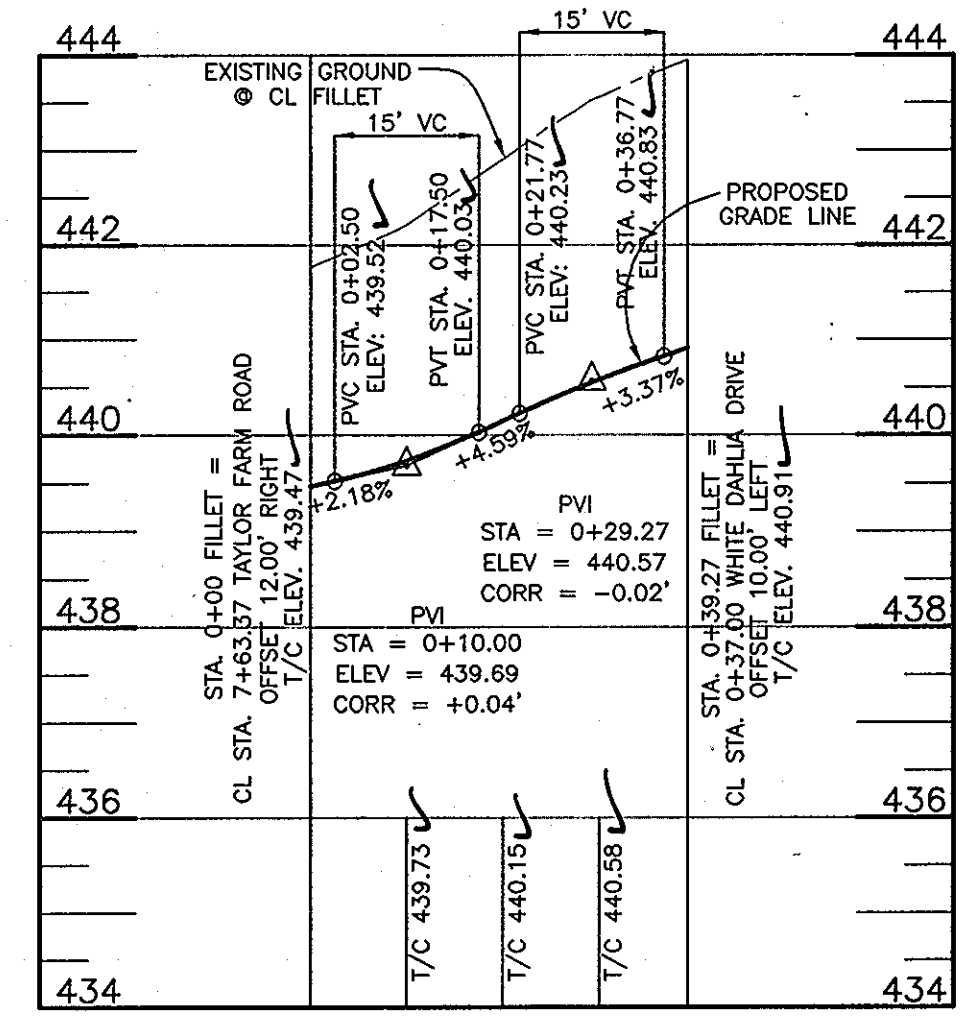 15' VC
444
444
EXISTING GROUND
@ CL FILLET
15' VC
PVC STA. 0+02.50
ELEV: 439.52
PVT STA. 0+17.50
ELEV. 440.03
PVC STA. 0+21.77
ELEV: 440.23
PVT STA. 0+36.77
ELEV. 440.83
PROPOSED
GRADE LINE
442
442
440
440
+2.18%
+4.59%
+3.37%
STA. 0+00 FILLET =
CL STA. 7+63.37 TAYLOR FARM ROAD
OFFSET 12.00' RIGHT
T/C ELEV. 439.47
PVI
STA = 0+29.27
ELEV = 440.57
CORR = -0.02'
PVI
STA = 0+10.00
ELEV = 439.69
CORR = +0.04'
STA. 0+39.27 FILLET =
CL STA. 0+37.00 WHITE DAHLIA DRIVE
OFFSET 10.00' LEFT
T/C ELEV. 440.91
438
438
436
436
T/C 439.73
T/C 440.15
T/C 440.58
434
434